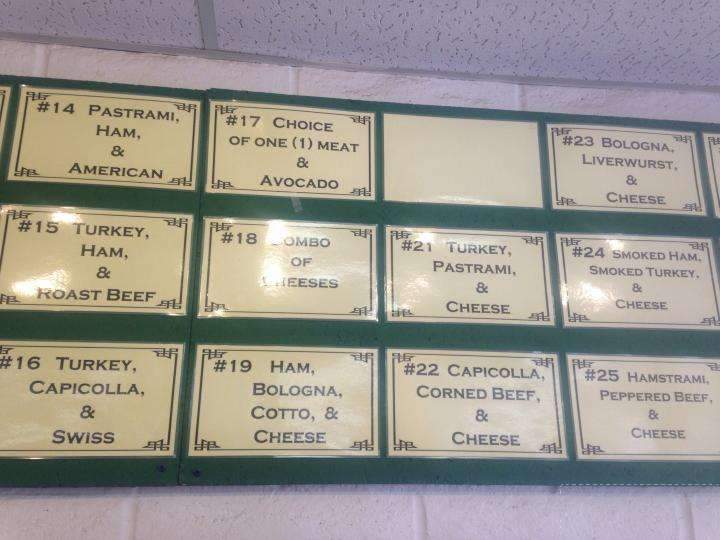 #14 PASTRAMI,
HAM,
&
AMERICAN
#15 TURKEY,
HAM,
&
ROAST BEEF
#16 TURKEY,
CAPICOLLA,
&
SWISS
#17 CHOICE
OF ONE (1) MEAT
&
AVOCADO
#18 COMBO
OF
CHEESES
#19 HAM,
BOLOGNA,
COTTO, &
CHEESE
#21 TURKEY,
PASTRAMI,
&
CHEESE
#22 CAPICOLLA,
CORNED BEEF,
&
CHEESE
#23 BOLOGNA,
LIVERWURST,
&
CHEESE
#24 SMOKED HAM,
SMOKED TURKEY,
&
CHEESE
#25 HAMSTRAMI,
PEPPERED BEEF,
&
CHEESE